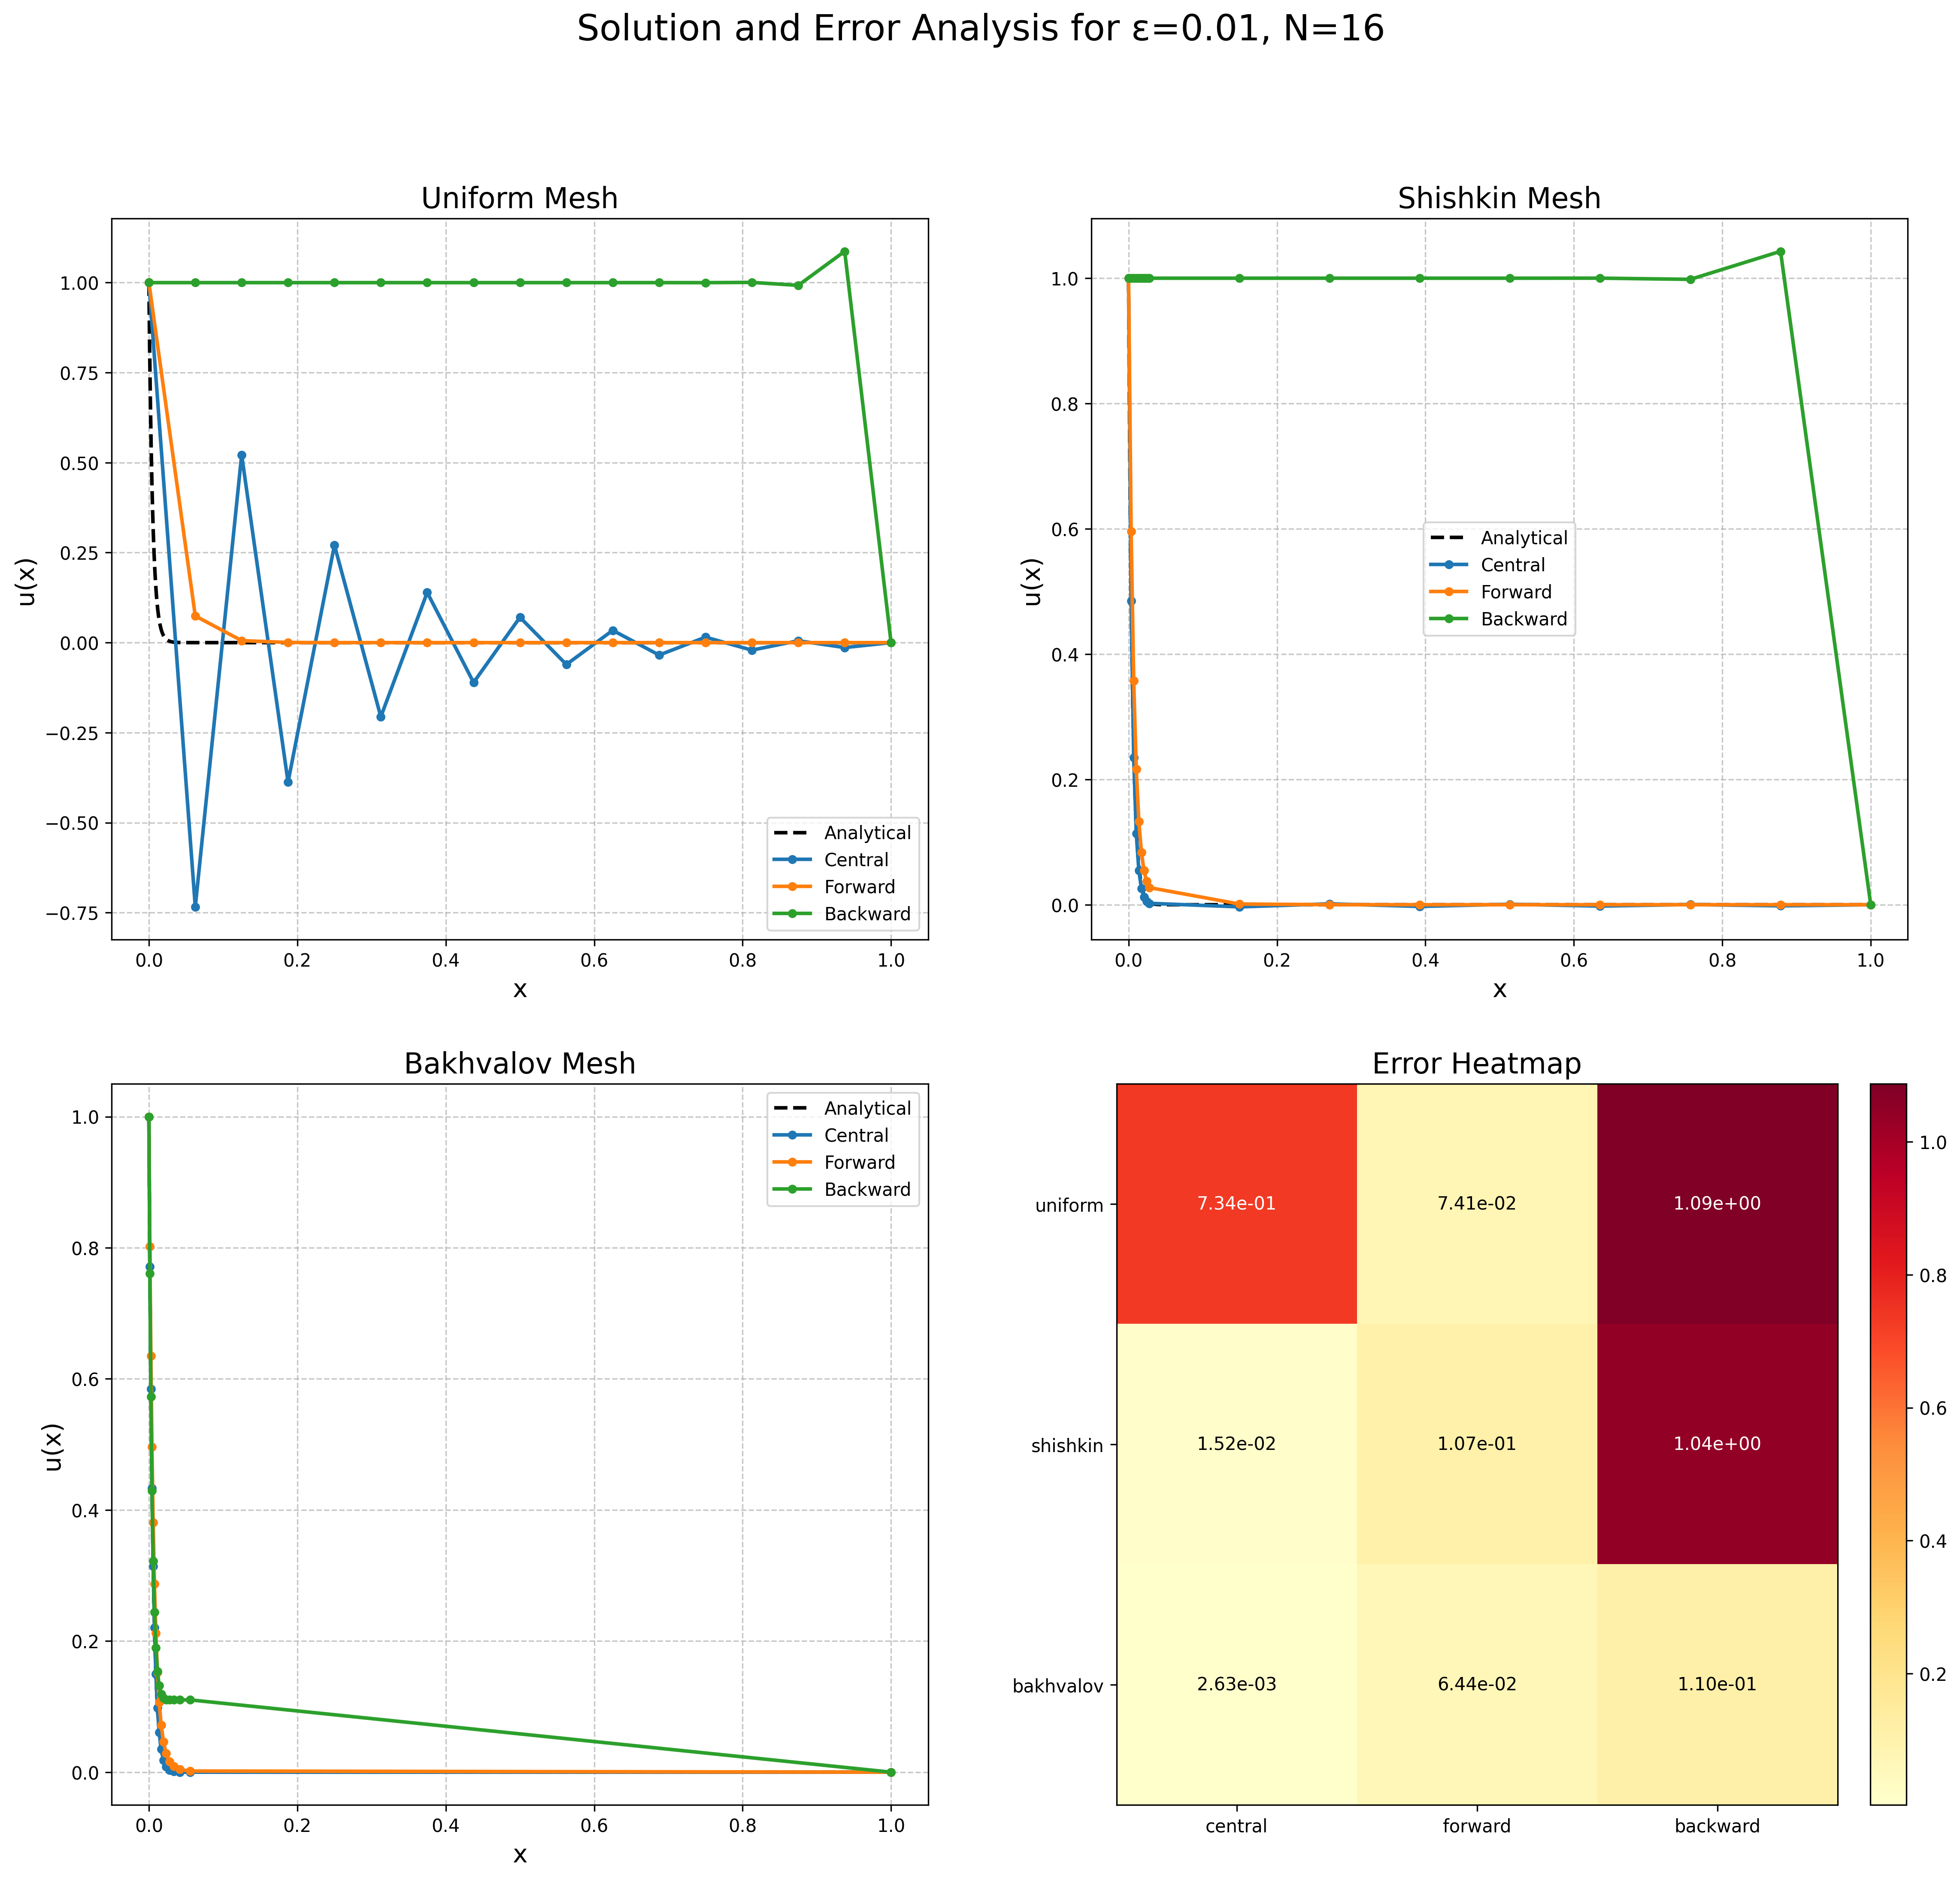 Solution and Error Analysis for ε=0.01, N=16
Uniform Mesh
u(x)
1.00
0.75
0.50
0.25
0.00
−0.25
−0.50
−0.75
Analytical
Central
Forward
Backward
0.0 0.2 0.4 0.6 0.8 1.0
x
Shishkin Mesh
u(x)
1.0
0.8
0.6
0.4
0.2
0.0
Analytical
Central
Forward
Backward
0.0 0.2 0.4 0.6 0.8 1.0
x
Bakhvalov Mesh
u(x)
1.0
0.8
0.6
0.4
0.2
0.0
Analytical
Central
Forward
Backward
0.0 0.2 0.4 0.6 0.8 1.0
x
Error Heatmap
uniform 7.34e-01 7.41e-02 1.09e+00
shishkin 1.52e-02 1.07e-01 1.04e+00
bakhvalov 2.63e-03 6.44e-02 1.10e-01
central forward backward
1.0
0.8
0.6
0.4
0.2